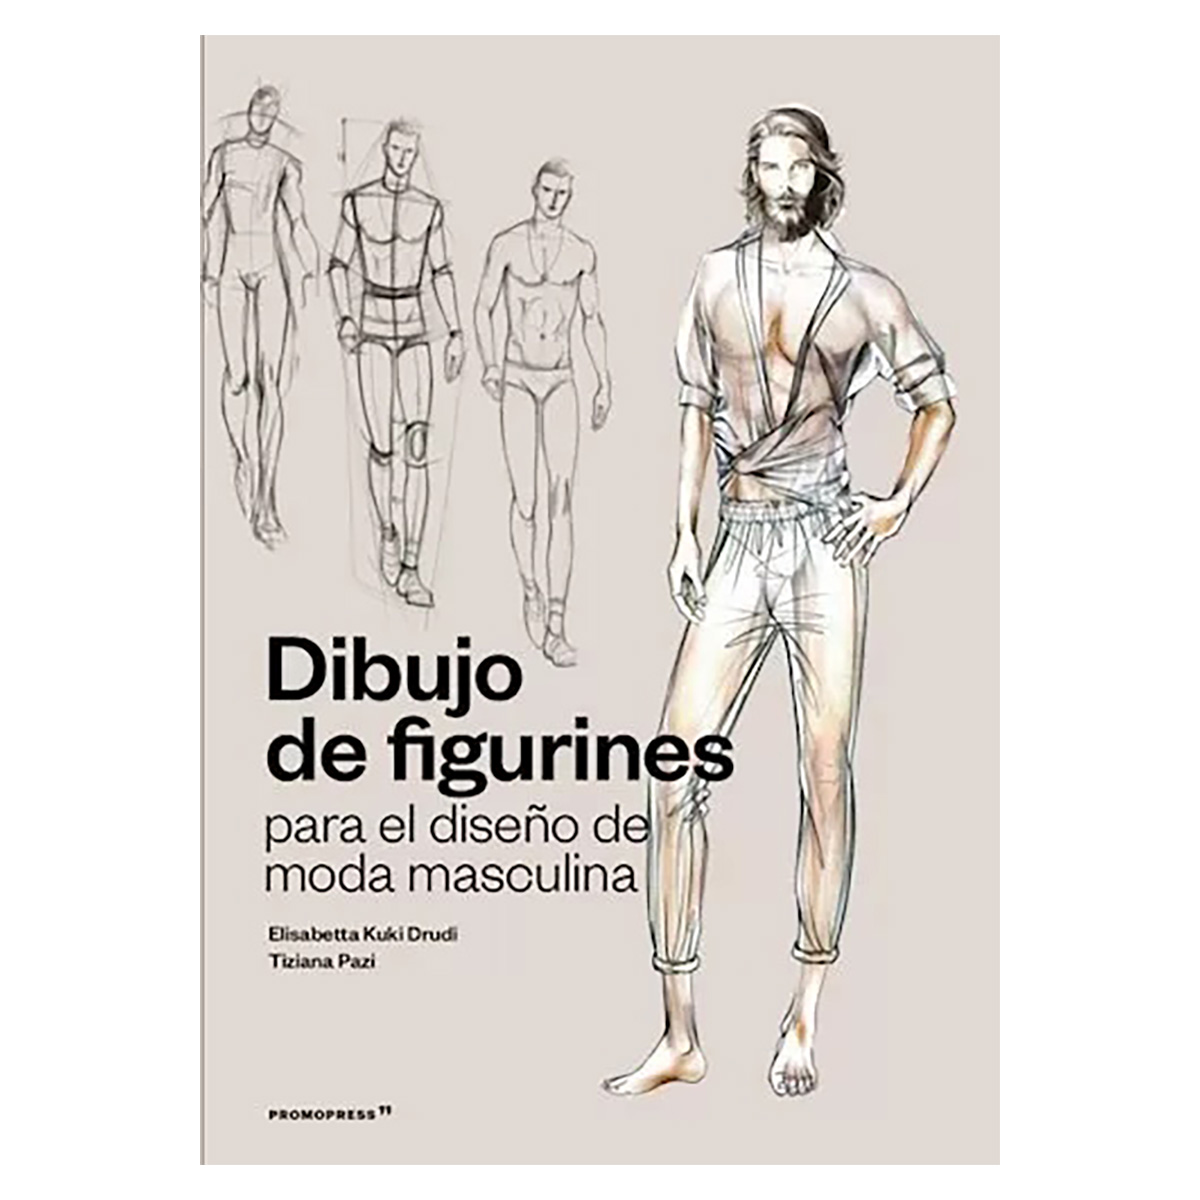 Dibujo
de figurines
para el diseño de
moda masculina
Elisabetta Kuki Drudi
Tiziana Pazi
PROMOPRESS